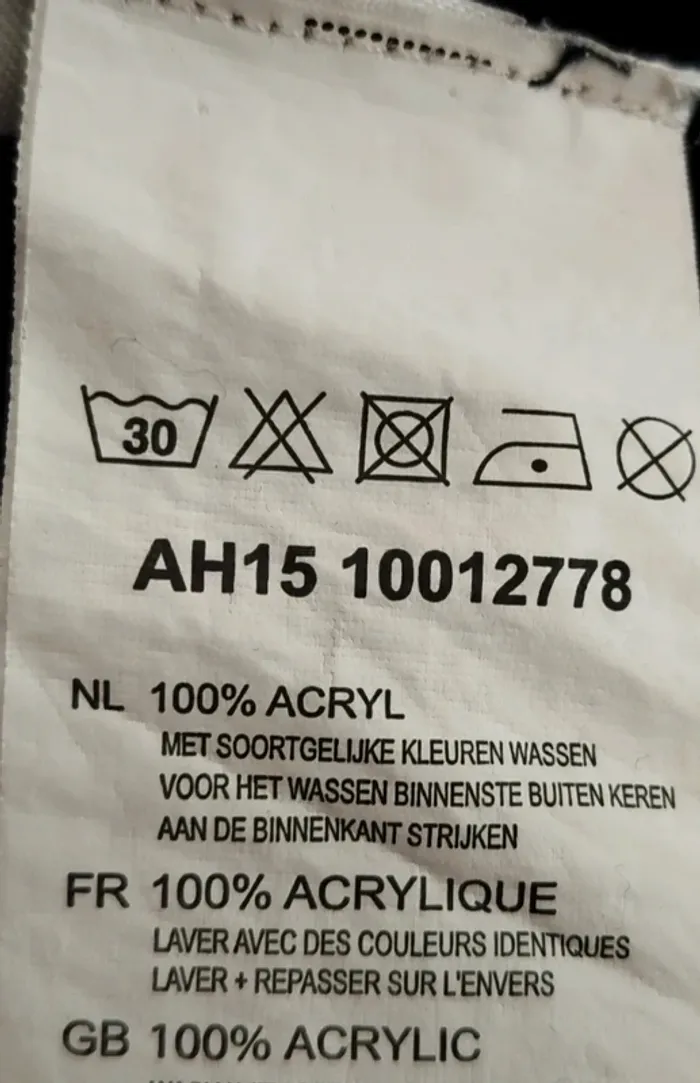 30
AH15 10012778
NL 100% ACRYL
MET SOORTGELIJKE KLEUREN WASSEN
VOOR HET WASSEN BINNENSTE BUITEN KEREN
AAN DE BINNENKANT STRIJKEN
FR 100% ACRYLIQUE
LAVER AVEC DES COULEURS IDENTIQUES
LAVER + REPASSER SUR L'ENVERS
GB 100% ACRYLIC